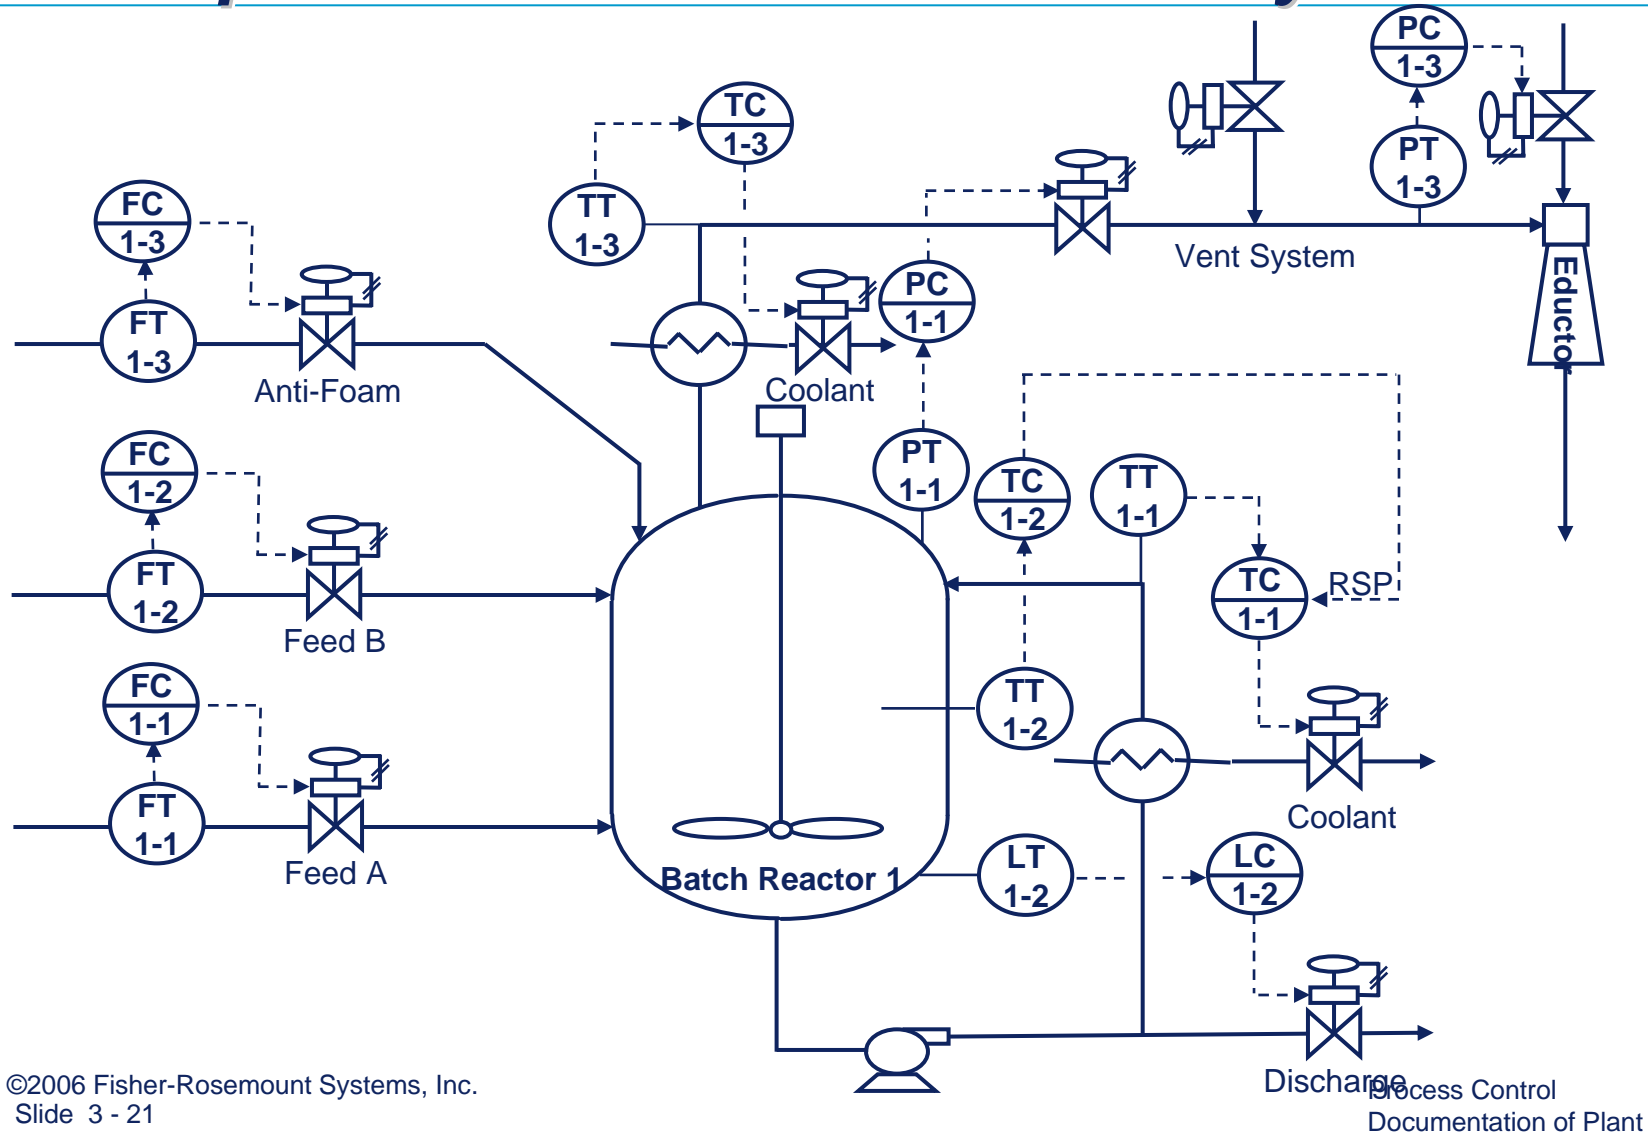 PC
1-3
TC
1-3
PT
1-3
FC
1-3
TT
1-3
Vent System
PC
1-1
FT
1-3
Eductor
Anti-Foam
Coolant
FC
1-2
PT
1-1
TC
1-2
TT
1-1
FT
1-2
TC
1-1
RSP
Feed B
FC
1-1
TT
1-2
FT
1-1
Coolant
Feed A
Batch Reactor 1
LT
1-2
LC
1-2
Discharge
©2006 Fisher-Rosemount Systems, Inc.
Slide 3 - 21
Process Control
Documentation of Plant